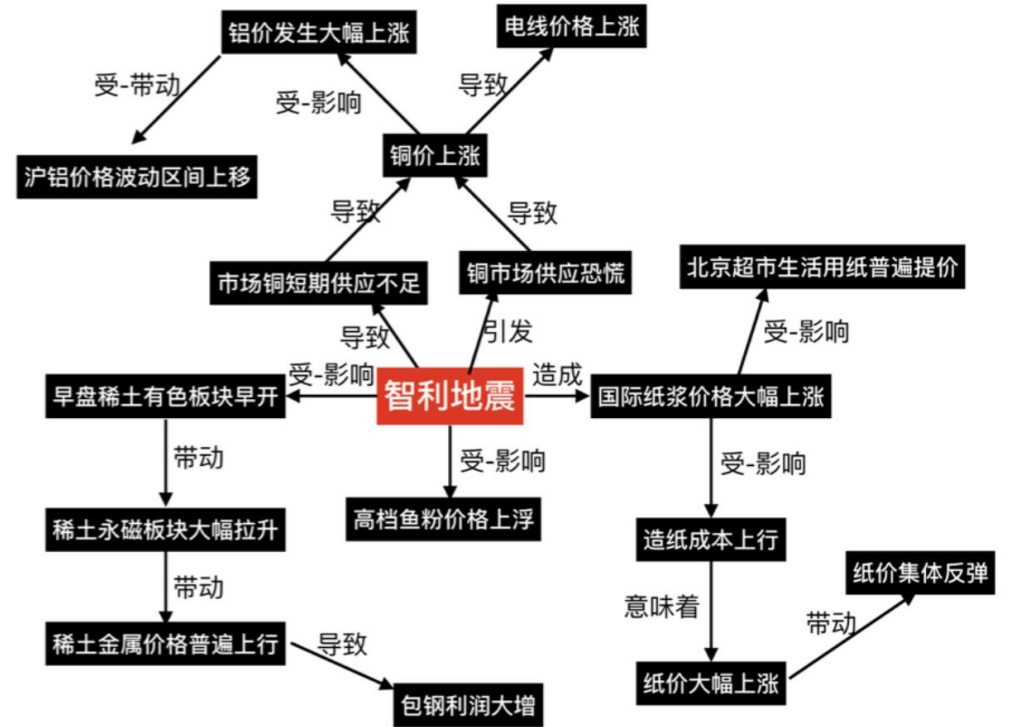 铝价发生大幅上涨
电线价格上涨
受-带动
受-影响
导致
铜价上涨
沪铝价格波动区间上移
导致
导致
市场铜短期供应不足
铜市场供应恐慌
北京超市生活用纸普遍提价
导致
引发
受-影响
受-影响
造成
早盘稀土有色板块早开
智利地震
国际纸浆价格大幅上涨
带动
受-影响
受-影响
高档鱼粉价格上浮
稀土永磁板块大幅拉升
造纸成本上行
纸价集体反弹
带动
意味着
带动
稀土金属价格普遍上行
导致
纸价大幅上涨
包钢利润大增